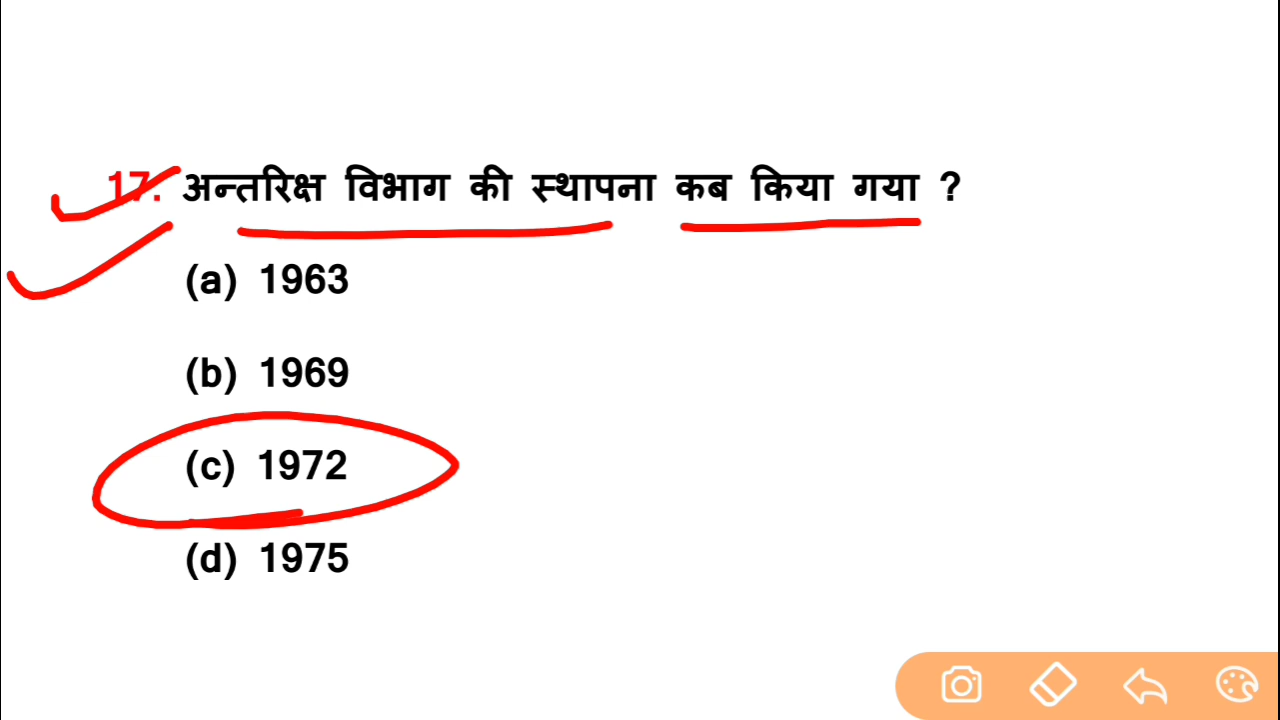 17. अन्तरिक्ष विभाग की स्थापना कब किया गया ?
(a) 1963
(b) 1969
(c) 1972
(d) 1975